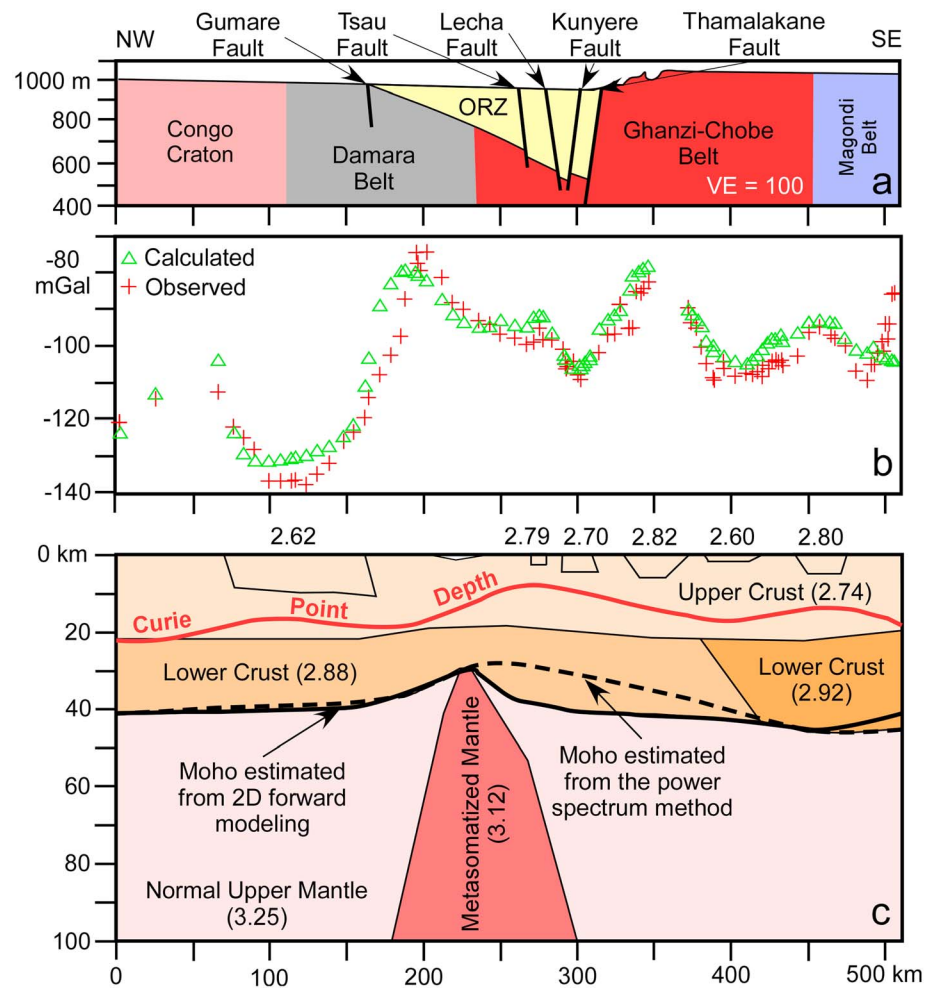 NW
Gumare
Fault
Tsau
Fault
Lecha
Fault
Kunyere
Fault
Thamalakane
Fault
SE
1000 m
800
600
400
Congo
Craton
Damara
Belt
ORZ
Ghanzi-Chobe
Belt
VE = 100
Magondi
Belt
a
-80
mGal
-100
-120
-140
Calculated
Observed
b
2.62
2.79
2.70
2.82
2.60
2.80
0 km
20
40
60
80
100
Curie
Point
Depth
Upper Crust (2.74)
Lower Crust (2.88)
Lower Crust
(2.92)
Moho estimated
from 2D forward
modeling
Metasomatized Mantle
(3.12)
Moho estimated
from the power
spectrum method
Normal Upper Mantle
(3.25)
c
0
100
200
300
400
500 km